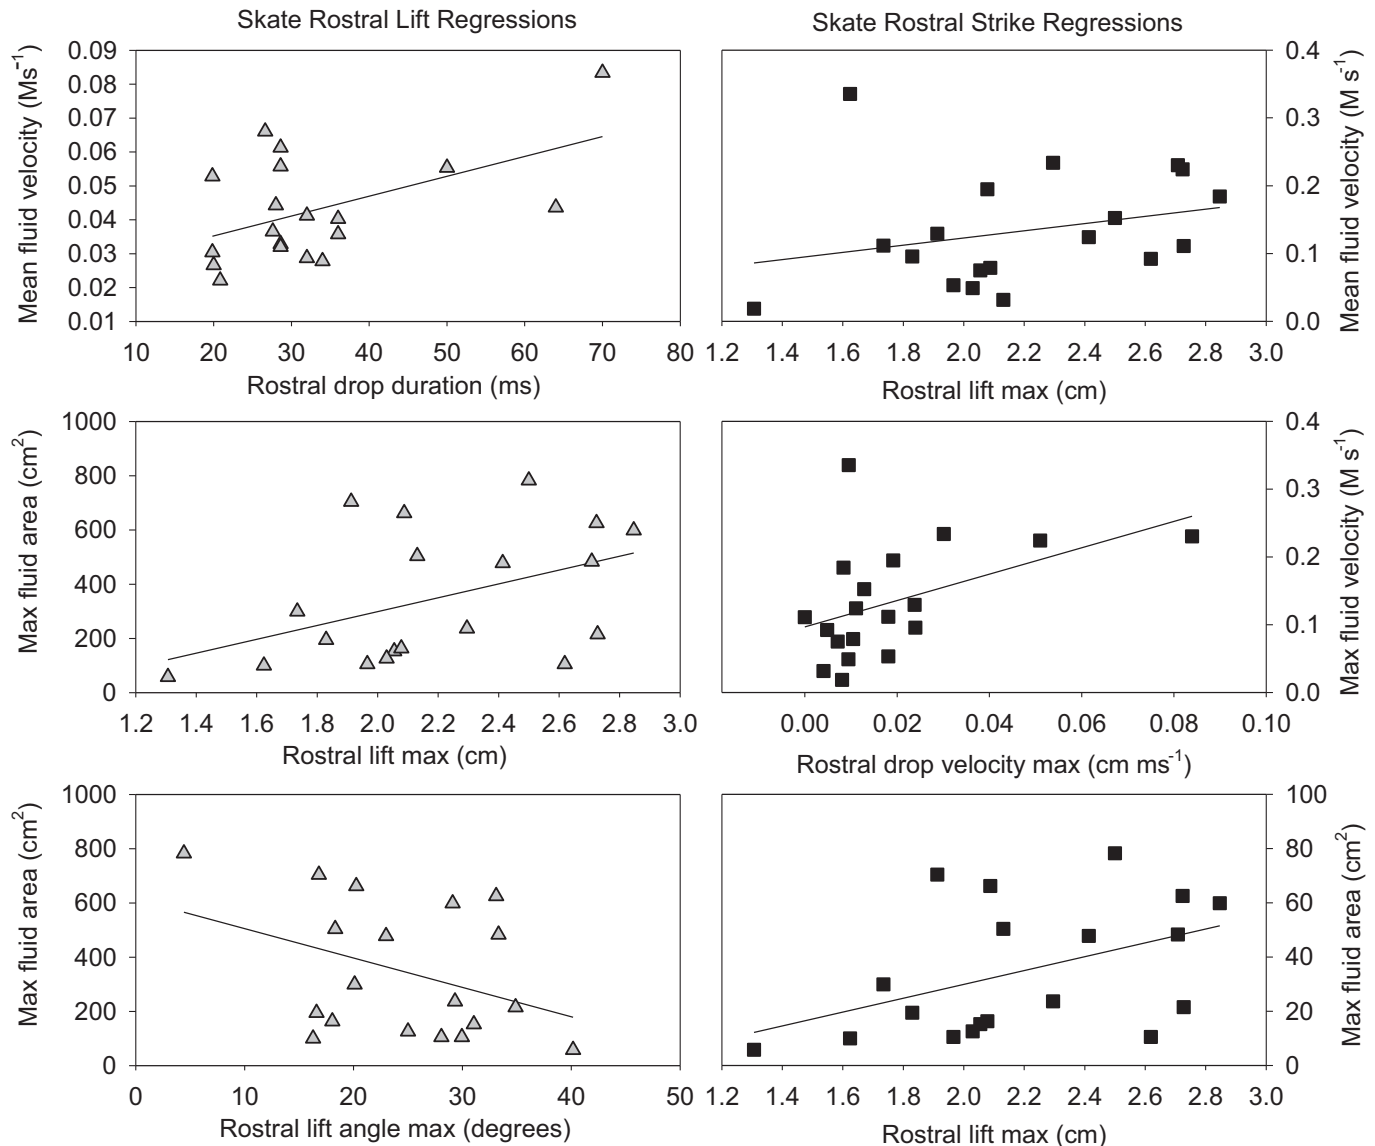 Skate Rostral Lift Regressions
Mean fluid velocity (Ms-1)
0.09
0.08
0.07
0.06
0.05
0.04
0.03
0.02
0.01
10 20 30 40 50 60 70 80
Rostral drop duration (ms)
Skate Rostral Strike Regressions
0.4
0.3
0.2
0.1
0.0
Mean fluid velocity (M s-1)
1.2 1.4 1.6 1.8 2.0 2.2 2.4 2.6 2.8 3.0
Rostral lift max (cm)
Max fluid area (cm2)
1000
800
600
400
200
0
1.2 1.4 1.6 1.8 2.0 2.2 2.4 2.6 2.8 3.0
Rostral lift max (cm)
0.4
0.3
0.2
0.1
0.0
Max fluid velocity (M s-1)
0.00 0.02 0.04 0.06 0.08 0.10
Rostral drop velocity max (cm ms-1)
Max fluid area (cm2)
1000
800
600
400
200
0
0 10 20 30 40 50
Rostral lift angle max (degrees)
100
80
60
40
20
0
Max fluid area (cm2)
1.2 1.4 1.6 1.8 2.0 2.2 2.4 2.6 2.8 3.0
Rostral lift max (cm)